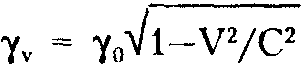 γᵥ = γ₀√1–V²/C²